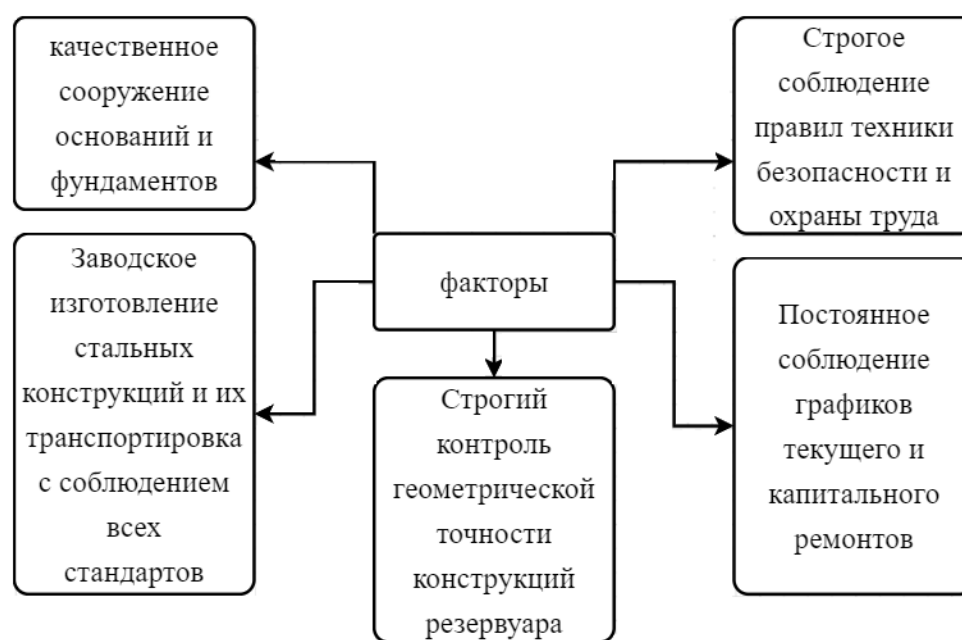 качественное
сооружение
оснований и
фундаментов
Строгое
соблюдение
правил техники
безопасности и
охраны труда
факторы
Заводское
изготовление
стальных
конструкций и их
транспортировка
с соблюдением
всех
стандартов
Строгий
контроль
геометрической
точности
конструкций
резервуара
Постоянное
соблюдение
графиков
текущего и
капитального
ремонтов